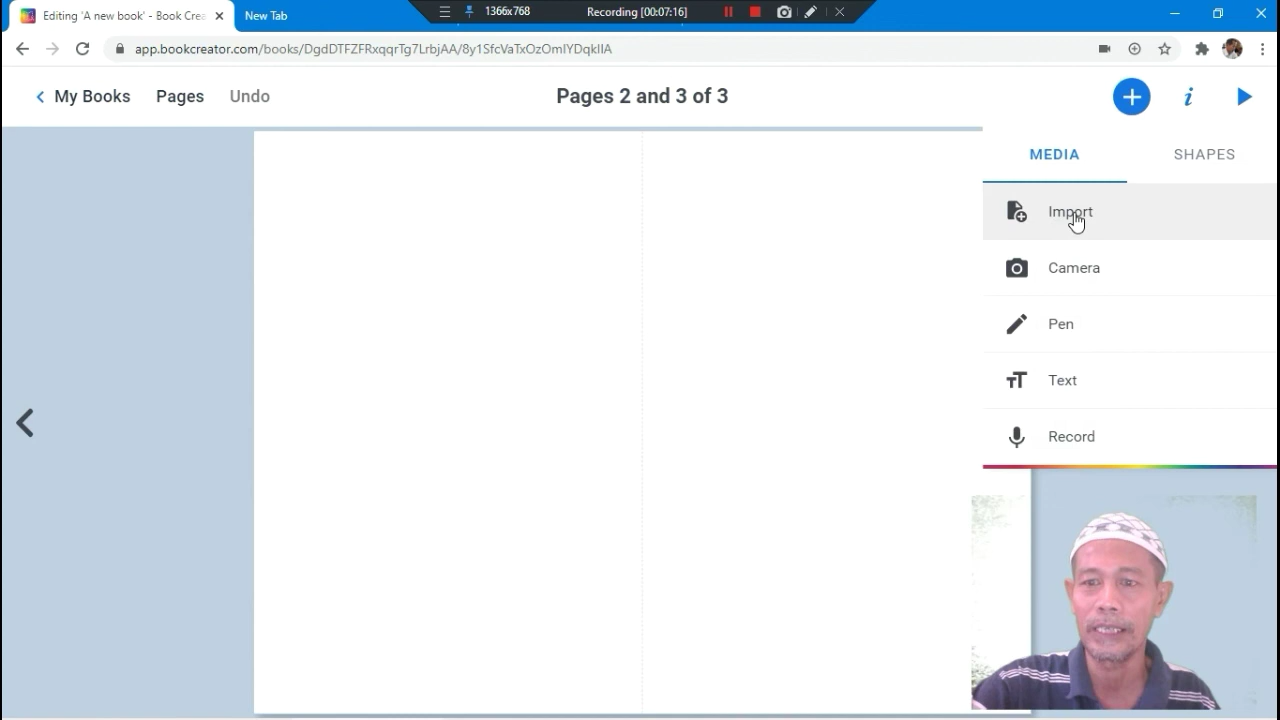 Editing 'A new book' - Book Crea
New Tab
1366x768
Recording [00:07:16]
app.bookcreator.com/books/DgdDTFZFRxqqrTg7LrbjAA/8y1SfcVaTxOzOmIYDqkIIA
My Books
Pages
Undo
Pages 2 and 3 of 3
i
MEDIA
SHAPES
Import
Camera
Pen
Text
Record